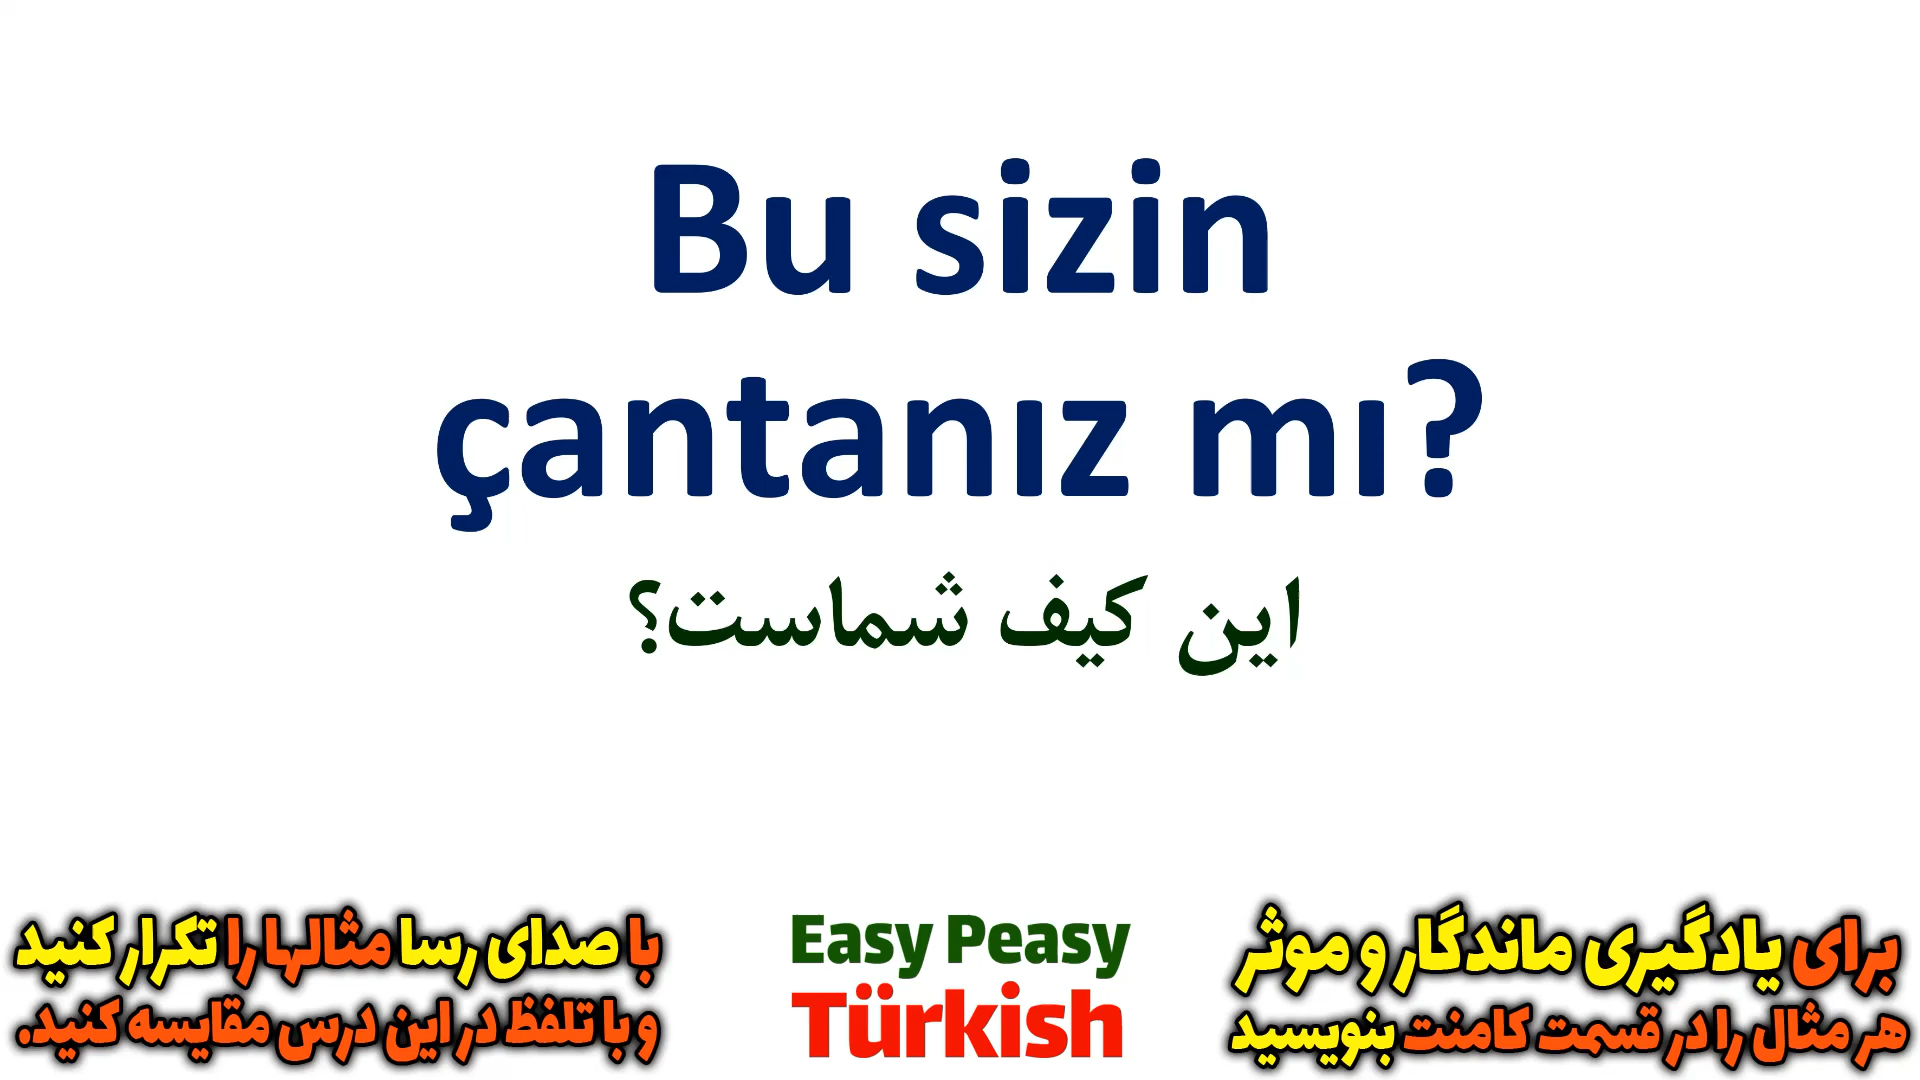 Bu sizin
çantanız mı?
این کیف شماست؟
برای یادگیری ماندگار و موثر
هر مثال را در قسمت کامنت بنویسید
Easy Peasy
Türkish
با صدای رسا مثالها را تکرار کنید
و با تلفظ در این درس مقایسه کنید.